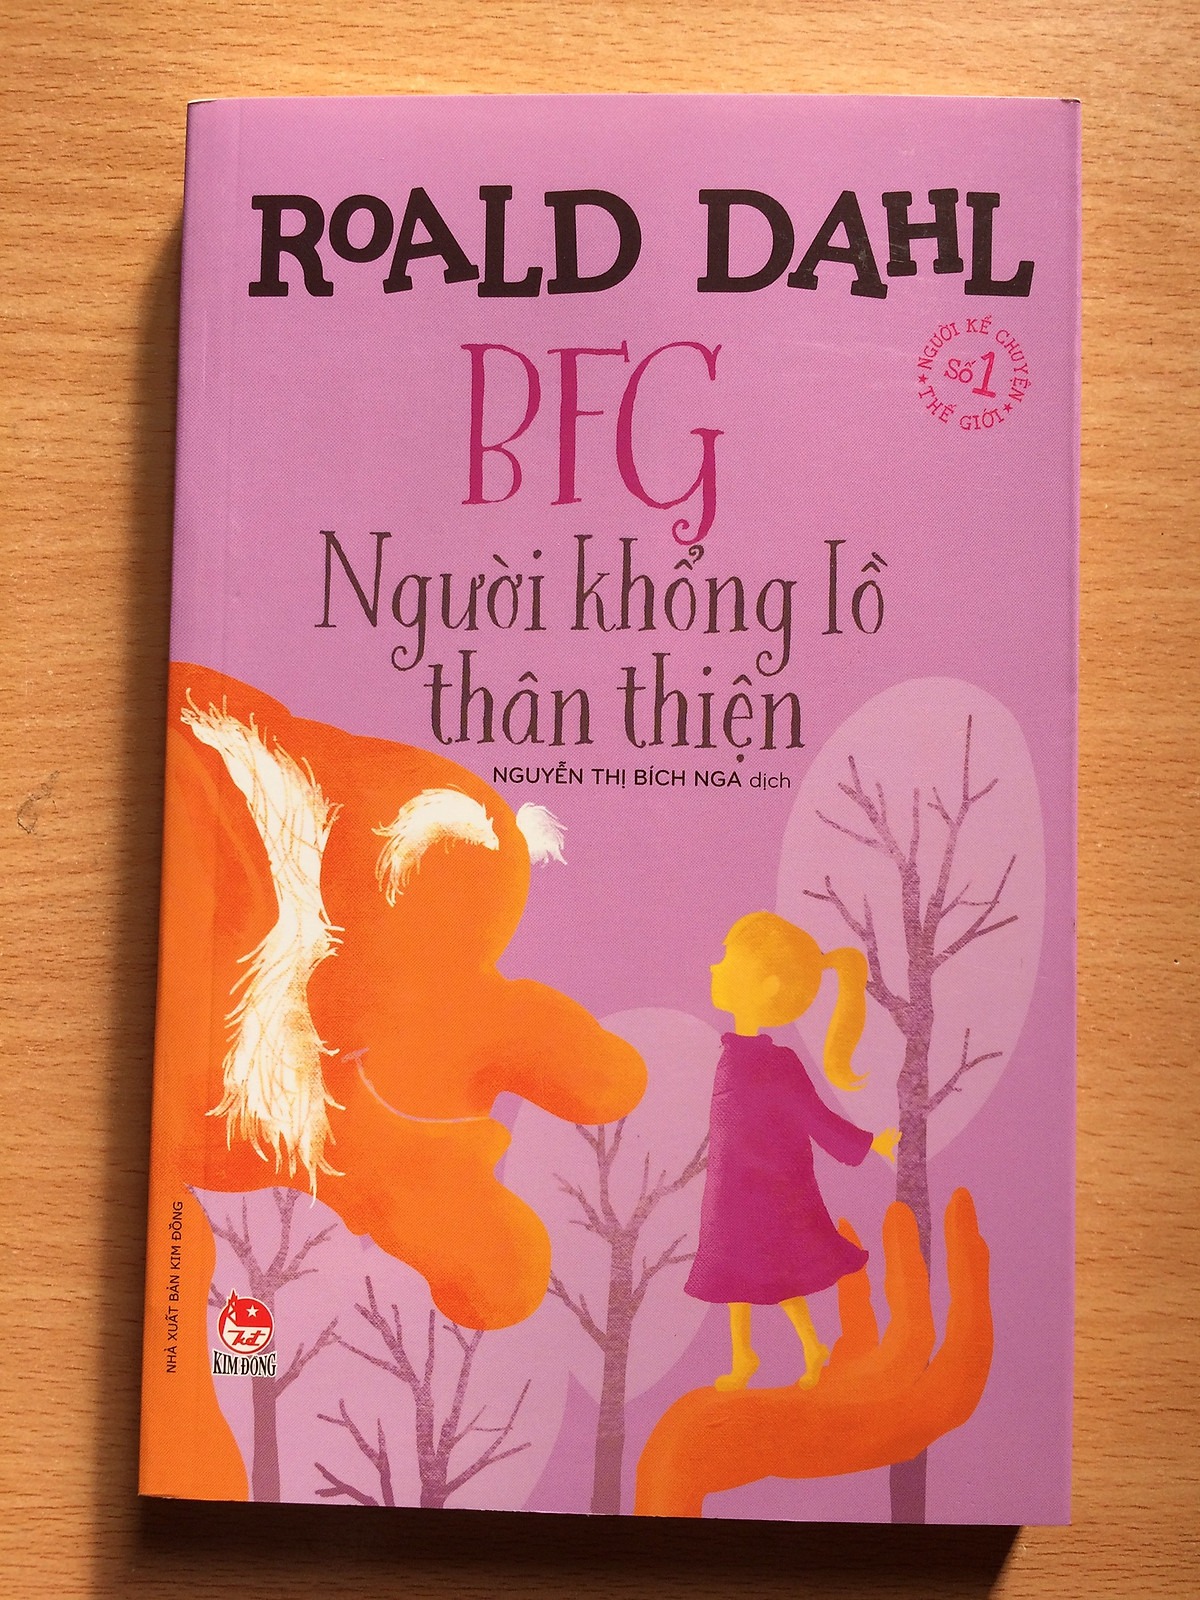 ROALD DAHL
NGƯỜI KỂ CHUYỆN
Số 1
THẾ GIỚI
BFG
Người khổng lồ
thân thiện
NGUYỄN THỊ BÍCH NGA dịch
NHÀ XUẤT BẢN KIM ĐỒNG
kđ
KIM ĐỒNG